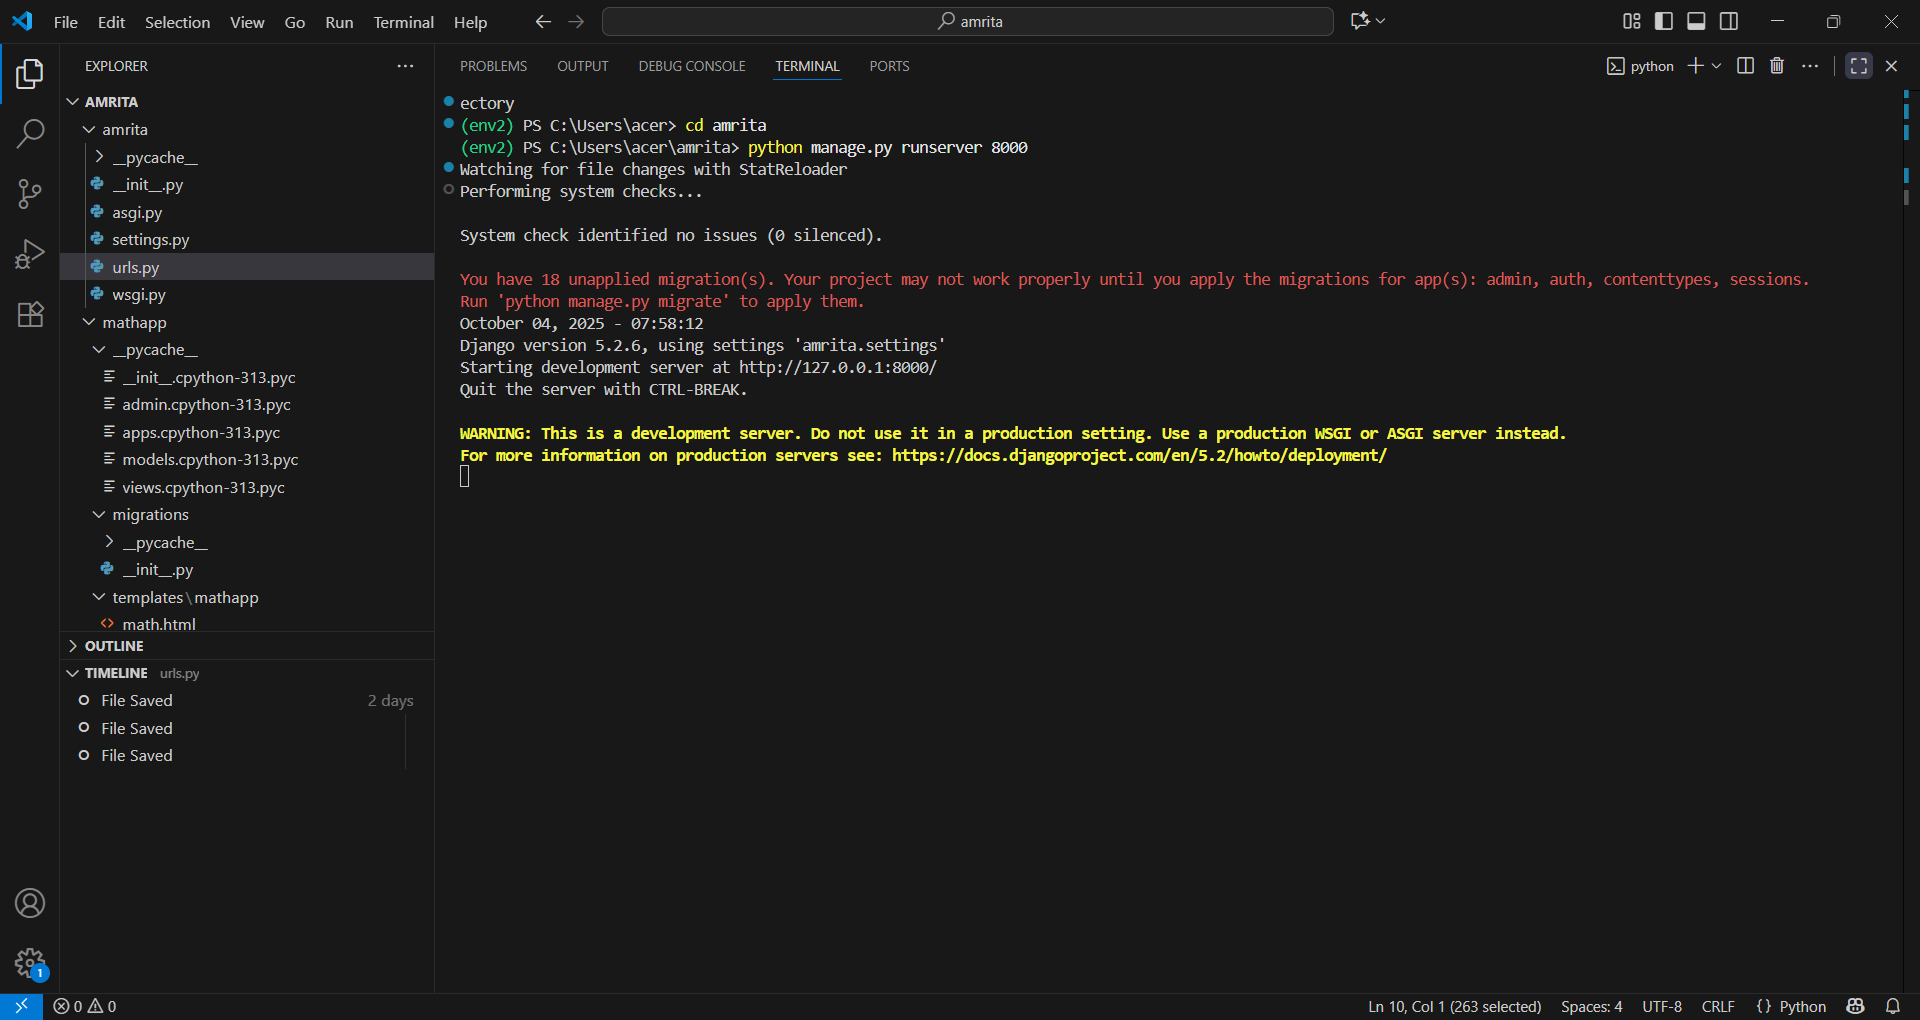 File Edit Selection View Go Run Terminal Help
amrita
EXPLORER
AMRITA
amrita
__pycache__
__init__.py
asgi.py
settings.py
urls.py
wsgi.py
mathapp
__pycache__
__init__.cpython-313.pyc
admin.cpython-313.pyc
apps.cpython-313.pyc
models.cpython-313.pyc
views.cpython-313.pyc
migrations
__pycache__
__init__.py
templates\mathapp
math.html
OUTLINE
TIMELINE urls.py
File Saved 2 days
File Saved
File Saved
1
PROBLEMS OUTPUT DEBUG CONSOLE TERMINAL PORTS
python
ectory
(env2) PS C:\Users\acer> cd amrita
(env2) PS C:\Users\acer\amrita> python manage.py runserver 8000
Watching for file changes with StatReloader
Performing system checks...
System check identified no issues (0 silenced).
You have 18 unapplied migration(s). Your project may not work properly until you apply the migrations for app(s): admin, auth, contenttypes, sessions.
Run 'python manage.py migrate' to apply them.
October 04, 2025 - 07:58:12
Django version 5.2.6, using settings 'amrita.settings'
Starting development server at http://127.0.0.1:8000/
Quit the server with CTRL-BREAK.
WARNING: This is a development server. Do not use it in a production setting. Use a production WSGI or ASGI server instead.
For more information on production servers see: https://docs.djangoproject.com/en/5.2/howto/deployment/
0 0
Ln 10, Col 1 (263 selected) Spaces: 4 UTF-8 CRLF {} Python